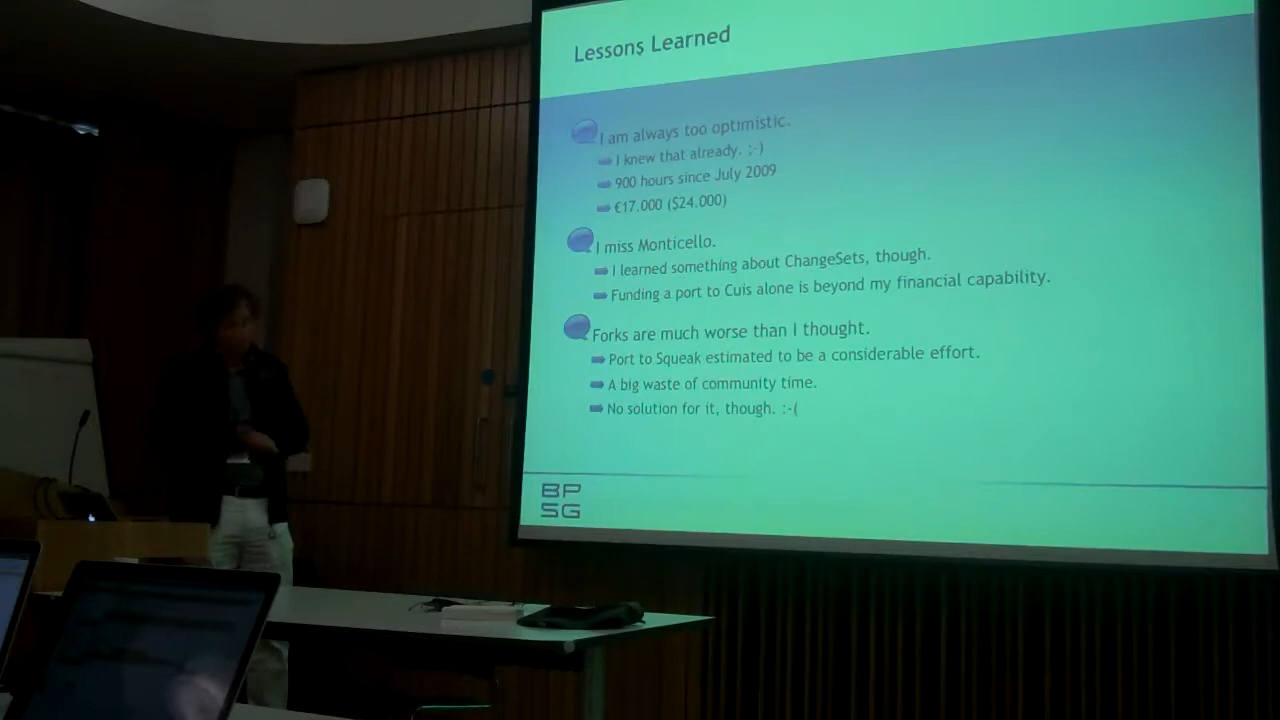 Lessons Learned
I am always too optimistic.
I knew that already. :-)
900 hours since July 2009
€17.000 ($24.000)
I miss Monticello.
I learned something about ChangeSets, though.
Funding a port to Cuis alone is beyond my financial capability.
Forks are much worse than I thought.
Port to Squeak estimated to be a considerable effort.
A big waste of community time.
No solution for it, though. :-(
BP
SG